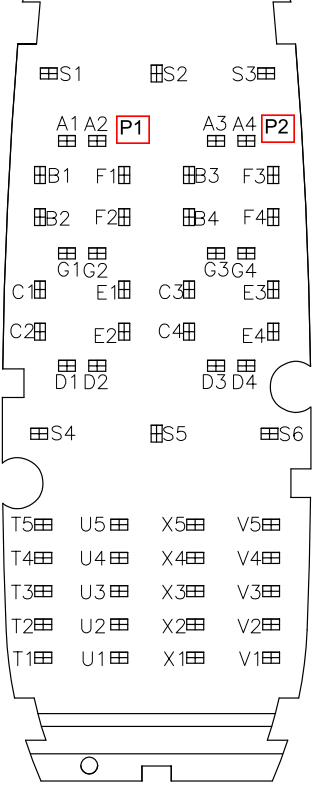 S1 S2 S3
A1 A2 P1 A3 A4 P2
B1 F1 B3 F3
B2 F2 B4 F4
G1 G2 G3 G4
C1 E1 C3 E3
C2 E2 C4 E4
D1 D2 D3 D4
S4 S5 S6
T5 U5 X5 V5
T4 U4 X4 V4
T3 U3 X3 V3
T2 U2 X2 V2
T1 U1 X1 V1